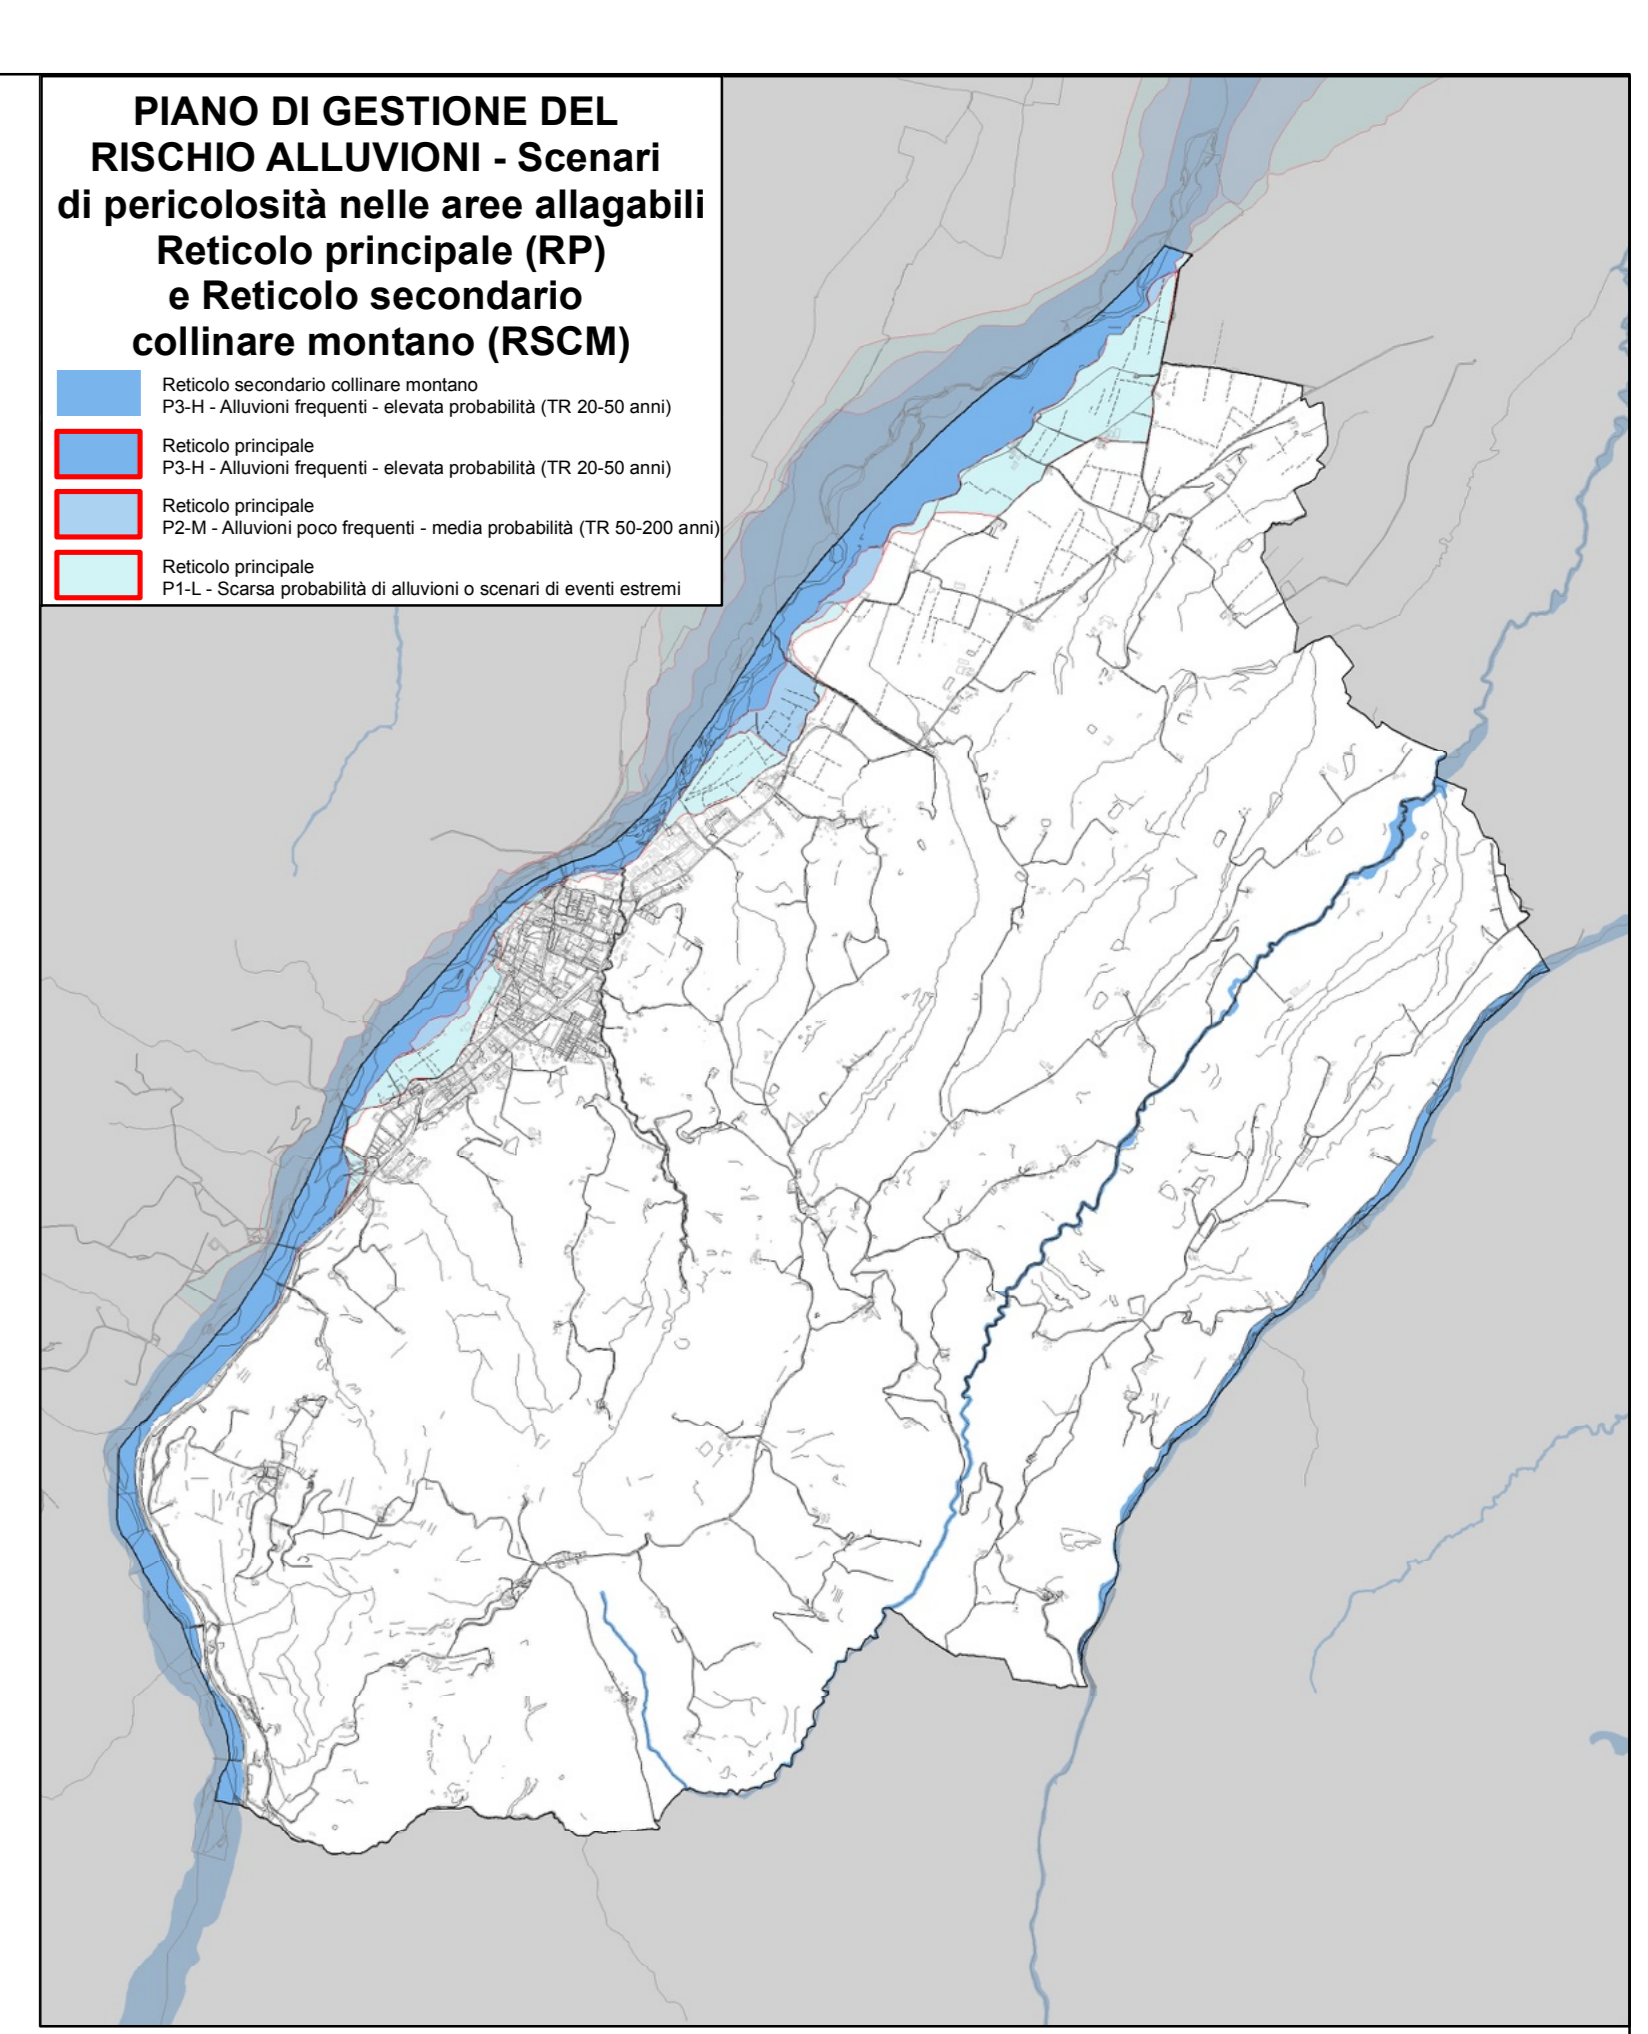 PIANO DI GESTIONE DEL
RISCHIO ALLUVIONI - Scenari
di pericolosità nelle aree allagabili
Reticolo principale (RP)
e Reticolo secondario
collinare montano (RSCM)
Reticolo secondario collinare montano
P3-H - Alluvioni frequenti - elevata probabilità (TR 20-50 anni)
Reticolo principale
P3-H - Alluvioni frequenti - elevata probabilità (TR 20-50 anni)
Reticolo principale
P2-M - Alluvioni poco frequenti - media probabilità (TR 50-200 anni)
Reticolo principale
P1-L - Scarsa probabilità di alluvioni o scenari di eventi estremi